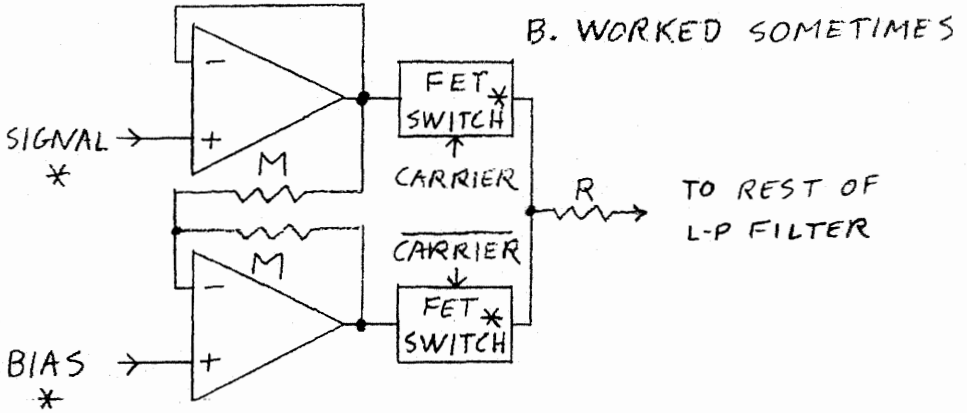 B. WORKED SOMETIMES
−
FET *
SWITCH
SIGNAL
*
+
M
CARRIER
R
TO REST OF
L-P FILTER
M
CARRIER
−
FET *
SWITCH
BIAS
*
+